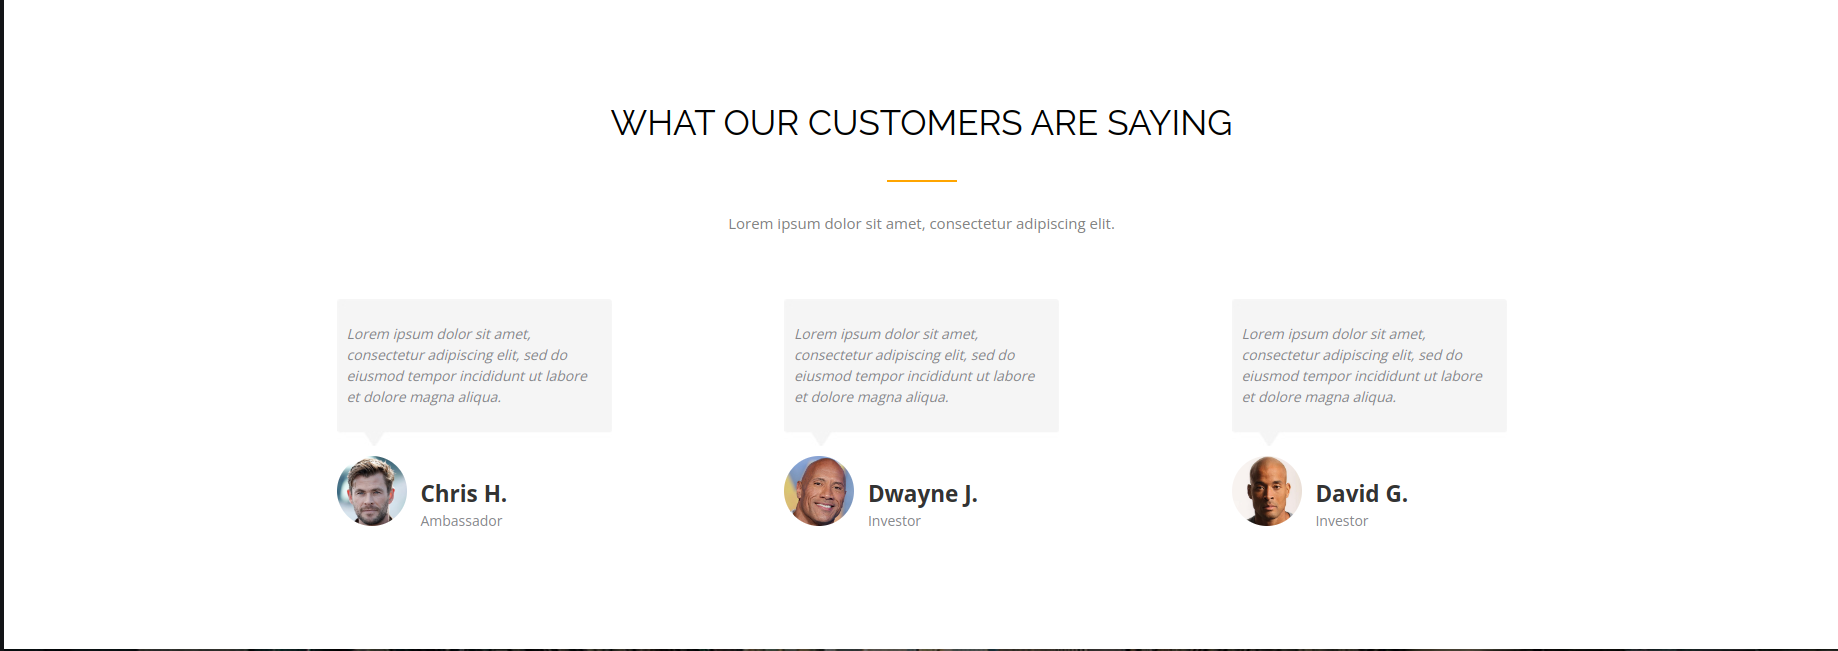 WHAT OUR CUSTOMERS ARE SAYING
Lorem ipsum dolor sit amet, consectetur adipiscing elit.
Lorem ipsum dolor sit amet,
consectetur adipiscing elit, sed do
eiusmod tempor incididunt ut labore
et dolore magna aliqua.
Chris H.
Ambassador
Lorem ipsum dolor sit amet,
consectetur adipiscing elit, sed do
eiusmod tempor incididunt ut labore
et dolore magna aliqua.
Dwayne J.
Investor
Lorem ipsum dolor sit amet,
consectetur adipiscing elit, sed do
eiusmod tempor incididunt ut labore
et dolore magna aliqua.
David G.
Investor